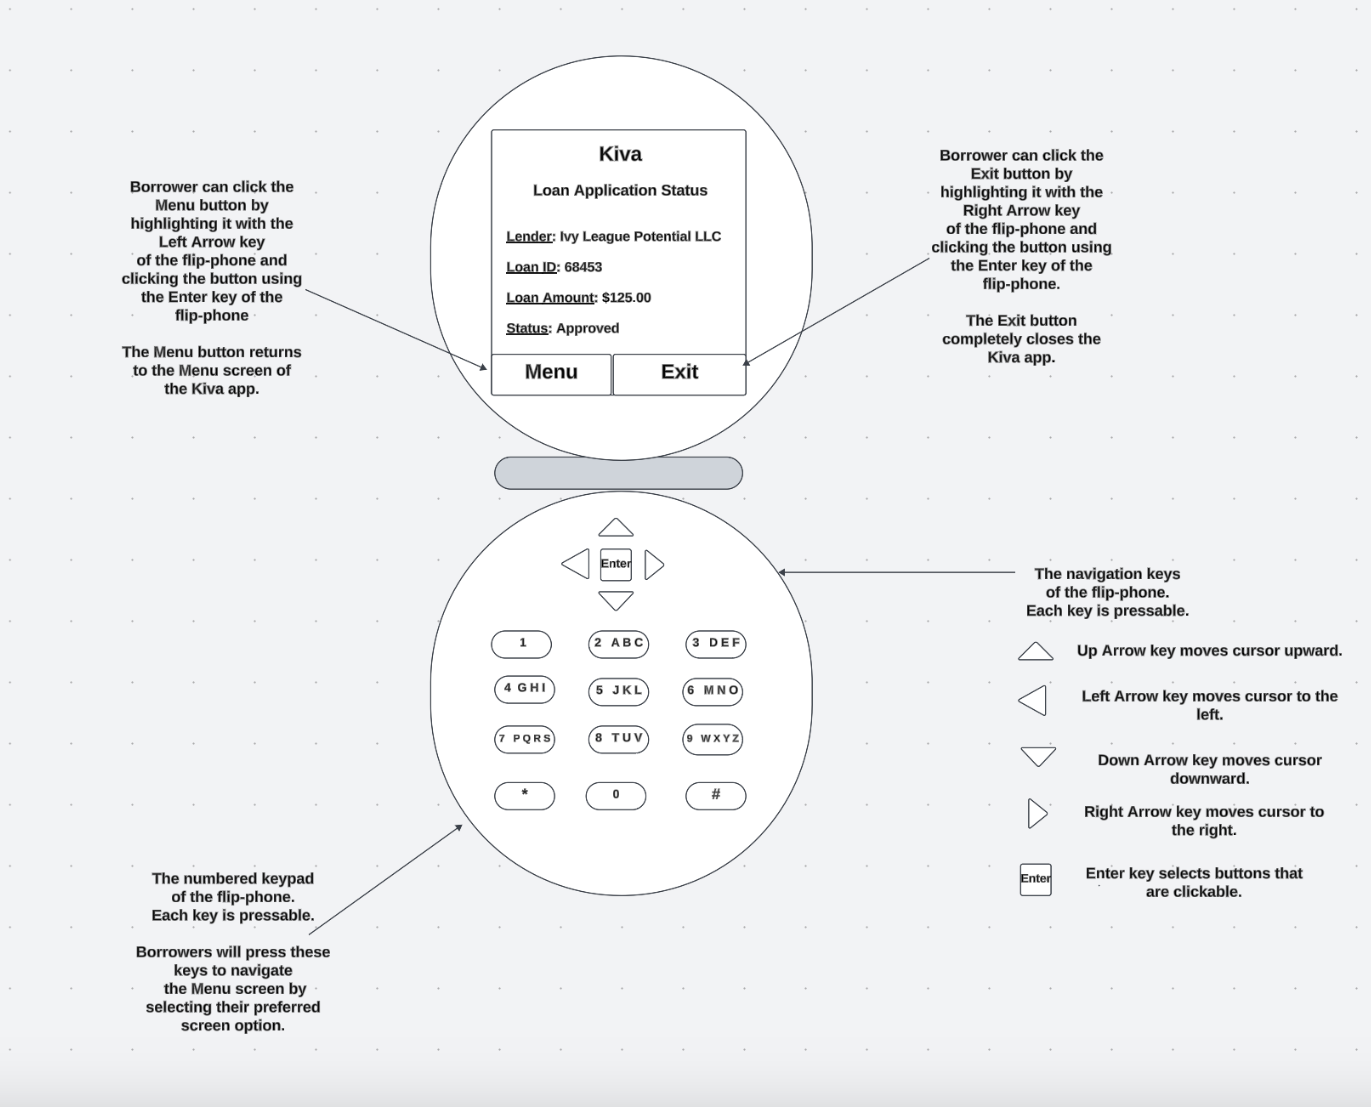 Kiva
Loan Application Status
Lender: Ivy League Potential LLC
Loan ID: 68453
Loan Amount: $125.00
Status: Approved
Menu
Exit
Borrower can click the
Menu button by
highlighting it with the
Left Arrow key
of the flip-phone and
clicking the button using
the Enter key of the
flip-phone
The Menu button returns
to the Menu screen of
the Kiva app.
Borrower can click the
Exit button by
highlighting it with the
Right Arrow key
of the flip-phone and
clicking the button using
the Enter key of the
flip-phone.
The Exit button
completely closes the
Kiva app.
Enter
1
2 ABC
3 DEF
4 GHI
5 JKL
6 MNO
7 PQRS
8 TUV
9 WXYZ
*
0
#
The navigation keys
of the flip-phone.
Each key is pressable.
Up Arrow key moves cursor upward.
Left Arrow key moves cursor to the
left.
Down Arrow key moves cursor
downward.
Right Arrow key moves cursor to
the right.
Enter
Enter key selects buttons that
are clickable.
The numbered keypad
of the flip-phone.
Each key is pressable.
Borrowers will press these
keys to navigate
the Menu screen by
selecting their preferred
screen option.